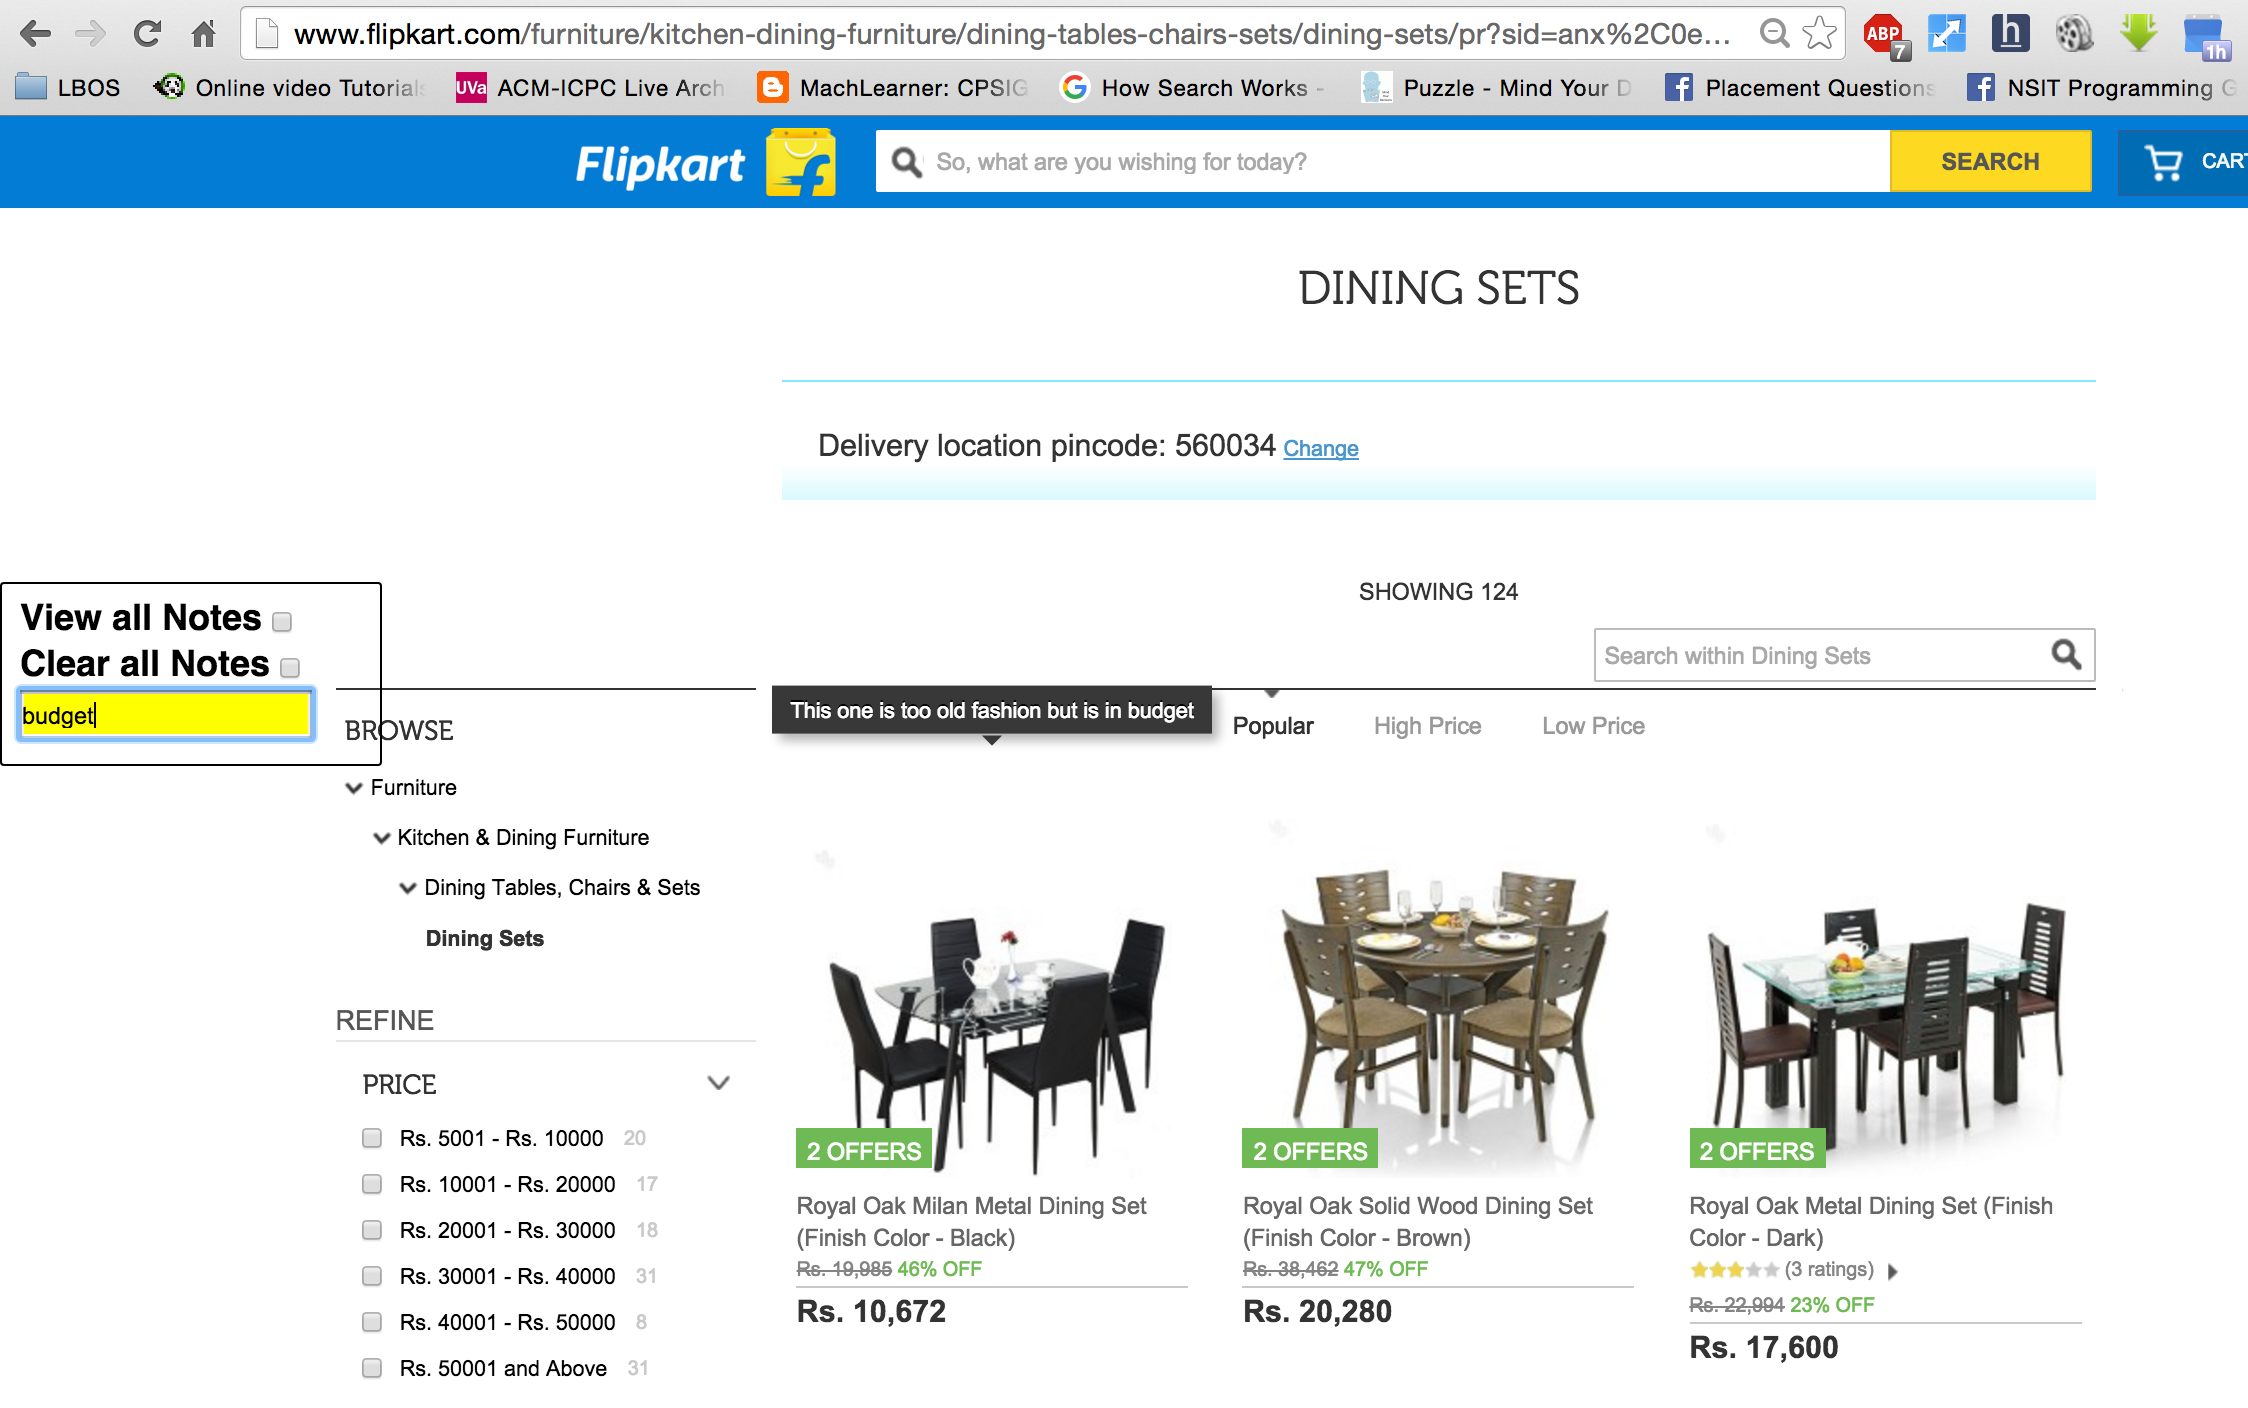 www.flipkart.com/furniture/kitchen-dining-furniture/dining-tables-chairs-sets/dining-sets/pr?sid=anx%2C0e...
ABP 7
h
1h
LBOS
Online video Tutorials
UVa ACM-ICPC Live Arch
MachLearner: CPSIG
How Search Works -
Puzzle - Mind Your D
Placement Questions
NSIT Programming G
Flipkart
So, what are you wishing for today?
SEARCH
CART
DINING SETS
Delivery location pincode: 560034 Change
SHOWING 124
View all Notes
Clear all Notes
budget
Search within Dining Sets
BROWSE
This one is too old fashion but is in budget
Popular
High Price
Low Price
Furniture
Kitchen & Dining Furniture
Dining Tables, Chairs & Sets
Dining Sets
REFINE
PRICE
Rs. 5001 - Rs. 10000 20
Rs. 10001 - Rs. 20000 17
Rs. 20001 - Rs. 30000 18
Rs. 30001 - Rs. 40000 31
Rs. 40001 - Rs. 50000 8
Rs. 50001 and Above 31
2 OFFERS
Royal Oak Milan Metal Dining Set
(Finish Color - Black)
Rs. 19,985 46% OFF
Rs. 10,672
2 OFFERS
Royal Oak Solid Wood Dining Set
(Finish Color - Brown)
Rs. 38,462 47% OFF
Rs. 20,280
2 OFFERS
Royal Oak Metal Dining Set (Finish
Color - Dark)
(3 ratings)
Rs. 22,994 23% OFF
Rs. 17,600